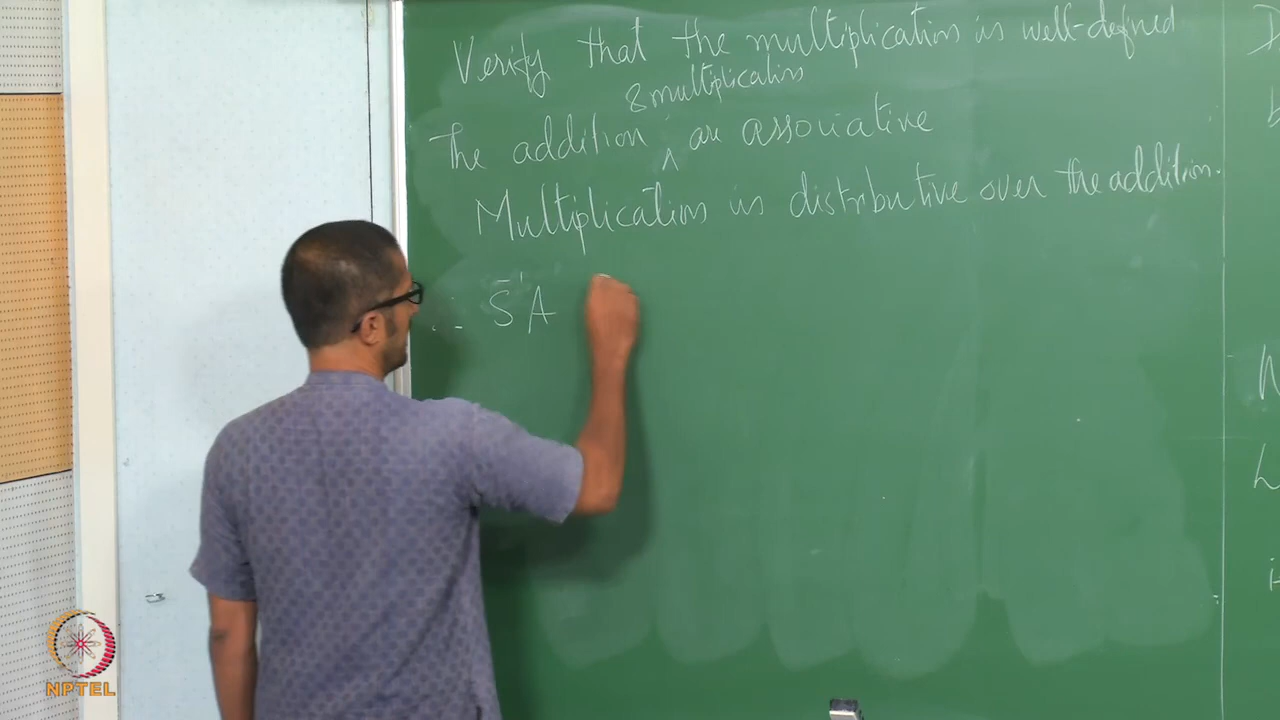 Verify that the multiplication is well-defined
& multiplication
The addition ^ are associative
Multiplication is distributive over the addition.
∴ S⁻¹A
NPTEL